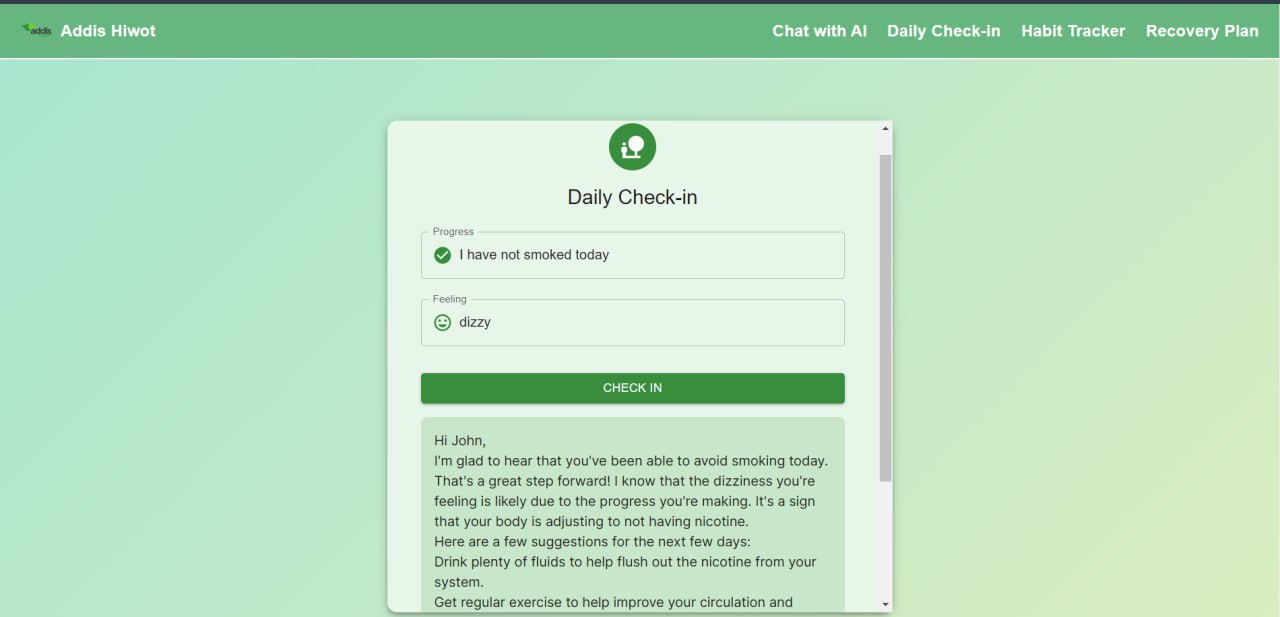 addis Addis Hiwot Chat with AI Daily Check-in Habit Tracker Recovery Plan
Daily Check-in
Progress
I have not smoked today
Feeling
dizzy
CHECK IN
Hi John,
I'm glad to hear that you've been able to avoid smoking today.
That's a great step forward! I know that the dizziness you're
feeling is likely due to the progress you're making. It's a sign
that your body is adjusting to not having nicotine.
Here are a few suggestions for the next few days:
Drink plenty of fluids to help flush out the nicotine from your
system.
Get regular exercise to help improve your circulation and